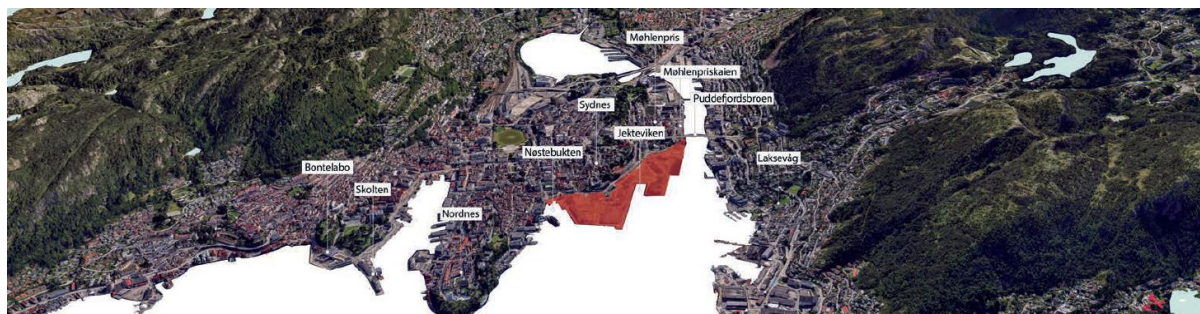 Møhlenpris
Møhlenpriskaien
Sydnes
Puddefjordsbroen
Jekteviken
Nøstebukten
Laksevåg
Bontelabo
Skolten
Nordnes